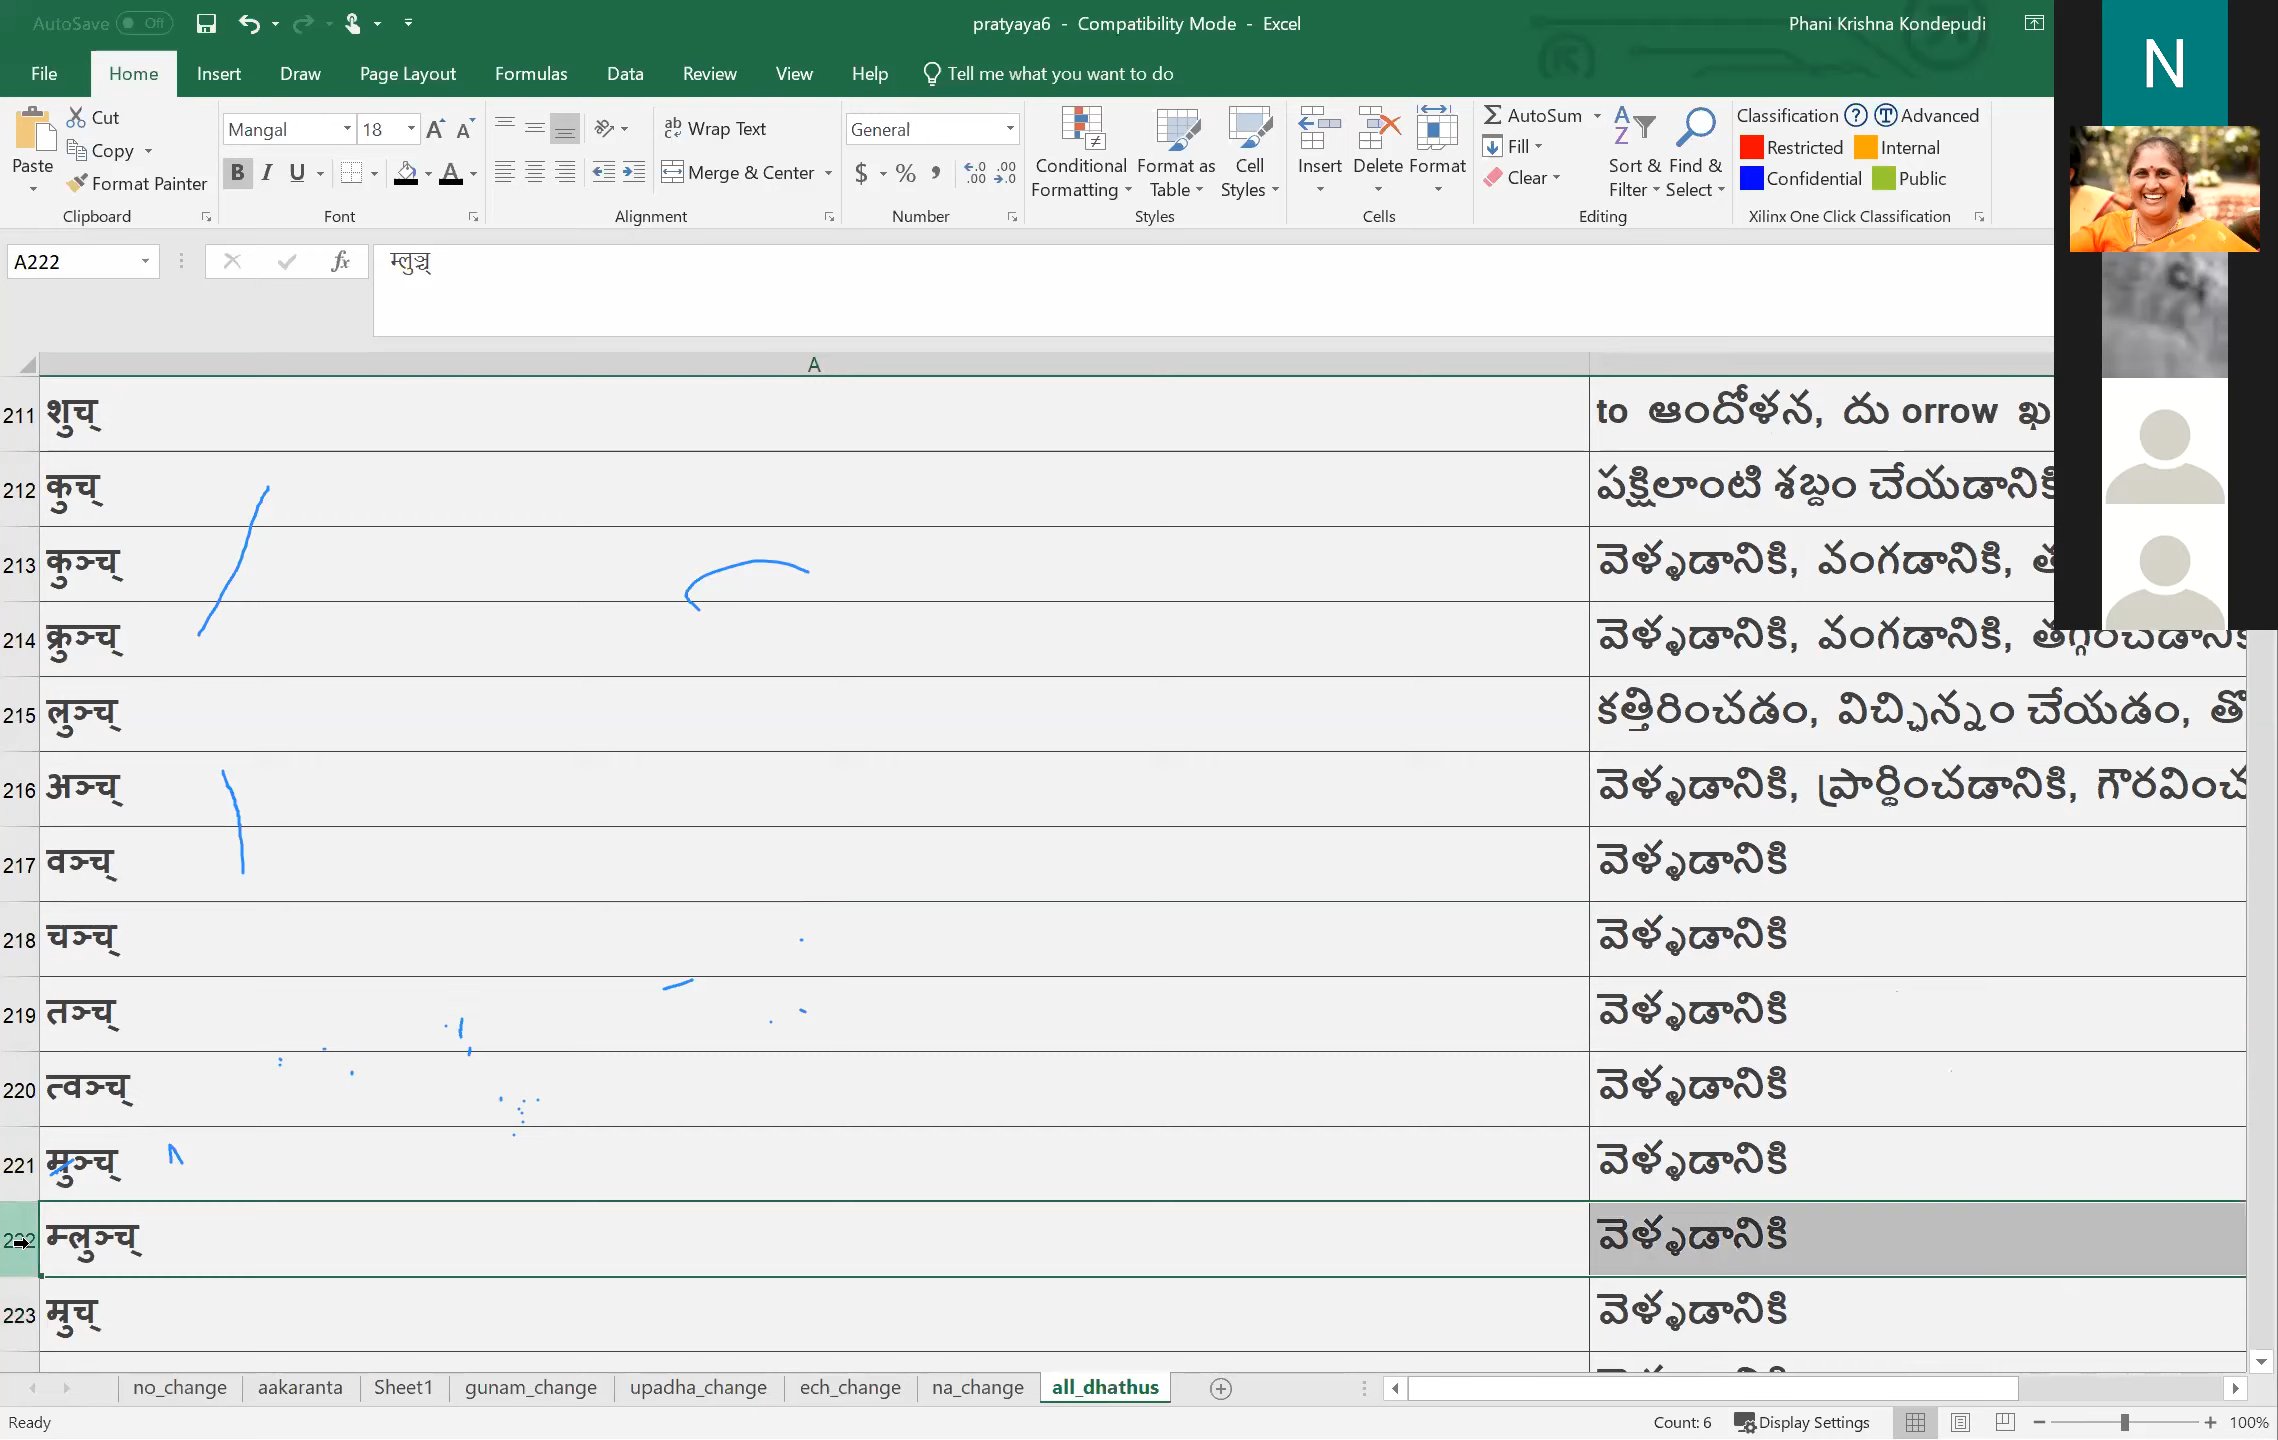 AutoSave Off
pratyaya6 - Compatibility Mode - Excel
Phani Krishna Kondepudi
N
File Home Insert Draw Page Layout Formulas Data Review View Help Tell me what you want to do
Cut
Copy
Format Painter
Paste
Clipboard
Mangal 18
B I U
Font
Wrap Text
Merge & Center
Alignment
General
$ % ,
Number
Conditional Formatting
Format as Table
Cell Styles
Styles
Insert Delete Format
Cells
AutoSum
Fill
Clear
Sort & Filter
Find & Select
Editing
Classification Advanced
Restricted Internal
Confidential Public
Xilinx One Click Classification
A222 fx म्लुञ्च्
A
211 शुच् to ఆందోళన, దు orrow
212 कुच् పక్షిలాంటి శబ్దం చేయడానికి
213 कुञ्च् వెళ్ళడానికి, వంగడానికి,
214 क्रुञ्च् వెళ్ళడానికి, వంగడానికి, తగ్గించడానికి
215 लुञ्च् కత్తిరించడం, విచ్ఛిన్నం చేయడం,
216 अञ्च् వెళ్ళడానికి, ప్రార్థించడానికి, గౌరవించ
217 वञ्च् వెళ్ళడానికి
218 चञ्च् వెళ్ళడానికి
219 तञ्च् వెళ్ళడానికి
220 त्वञ्च् వెళ్ళడానికి
221 म्रुञ्च् వెళ్ళడానికి
222 म्लुञ्च् వెళ్ళడానికి
223 म्रुच् వెళ్ళడానికి
no_change aakaranta Sheet1 gunam_change upadha_change ech_change na_change all_dhathus
Ready Count: 6 Display Settings 100%